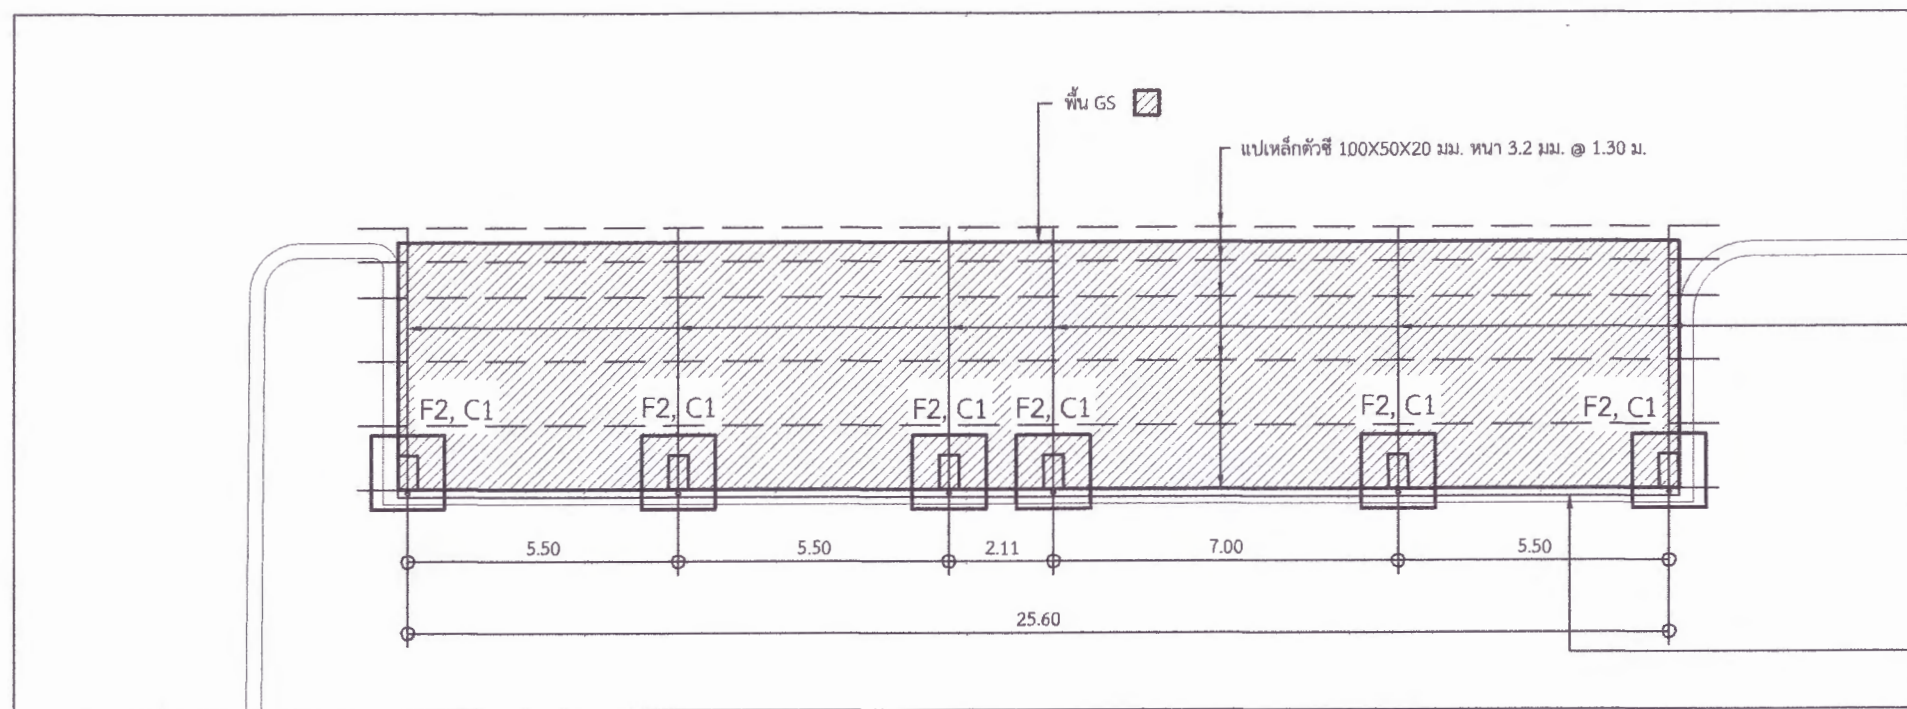 พื้น GS
แปเหล็กตัวซี 100X50X20 มม. หนา 3.2 มม. @ 1.30 ม.
F2, C1 F2, C1 F2, C1 F2, C1 F2, C1 F2, C1
5.50 5.50 2.11 7.00 5.50
25.60